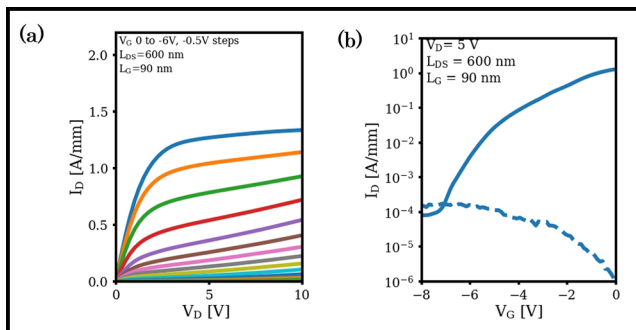 (a)
V_G 0 to -6V, -0.5V steps
L_DS=600 nm
L_G=90 nm
I_D [A/mm]
2.0
1.5
1.0
0.5
0.0
0 5 10
V_D [V]
(b)
V_D= 5 V
L_DS = 600 nm
L_G = 90 nm
I_D [A/mm]
10^1
10^0
10^-1
10^-2
10^-3
10^-4
10^-5
10^-6
−8 −6 −4 −2 0
V_G [V]